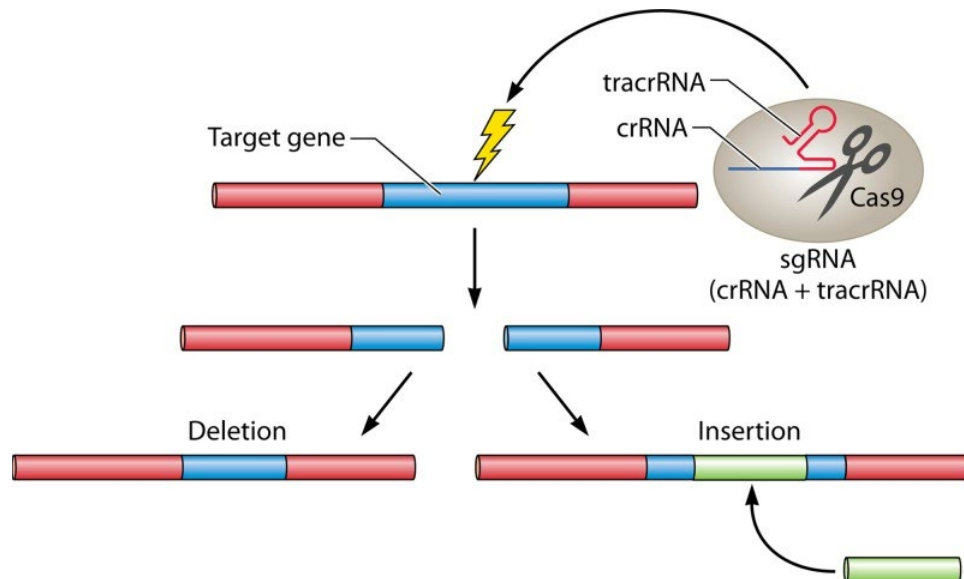 tracrRNA
crRNA
Target gene
Cas9
sgRNA
(crRNA + tracrRNA)
Deletion
Insertion